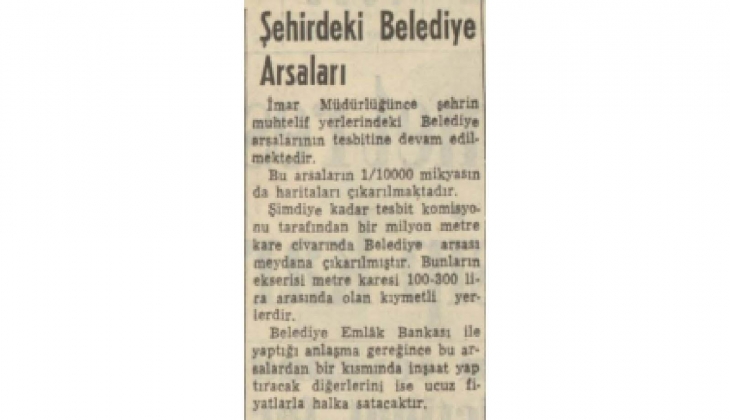 Şehirdeki Belediye
Arsaları
İmar Müdürlüğünce şehrin
muhtelif yerlerindeki Belediye
arsalarının tesbitine devam edil-
mektedir.
Bu arsaların 1/10000 mikyasın
da haritaları çıkarılmaktadır.
Şimdiye kadar tesbit komisyo
nu tarafından bir milyon metre
kare civarında Belediye arsası
meydana çıkarılmıştır. Bunların
ekserisi metre karesi 100-300 li
ra arasında olan kıymetli yer-
lerdir.
Belediye Emlâk Bankası ile
yaptığı anlaşma gereğince bu ar-
salardan bir kısmında inşaat yap
tıracak diğerlerini ise ucuz fi-
yatlarla halka satacaktır.